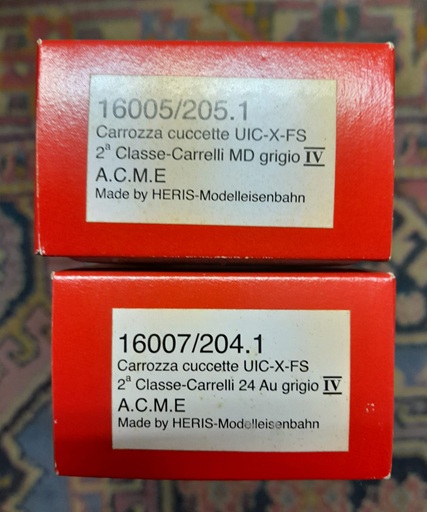 16005/205.1
Carrozza cuccette UIC-X-FS
2ª Classe-Carrelli MD grigio IV
A.C.M.E
Made by HERIS-Modelleisenbahn
16007/204.1
Carrozza cuccette UIC-X-FS
2ª Classe-Carrelli 24 Au grigio IV
A.C.M.E
Made by HERIS-Modelleisenbahn